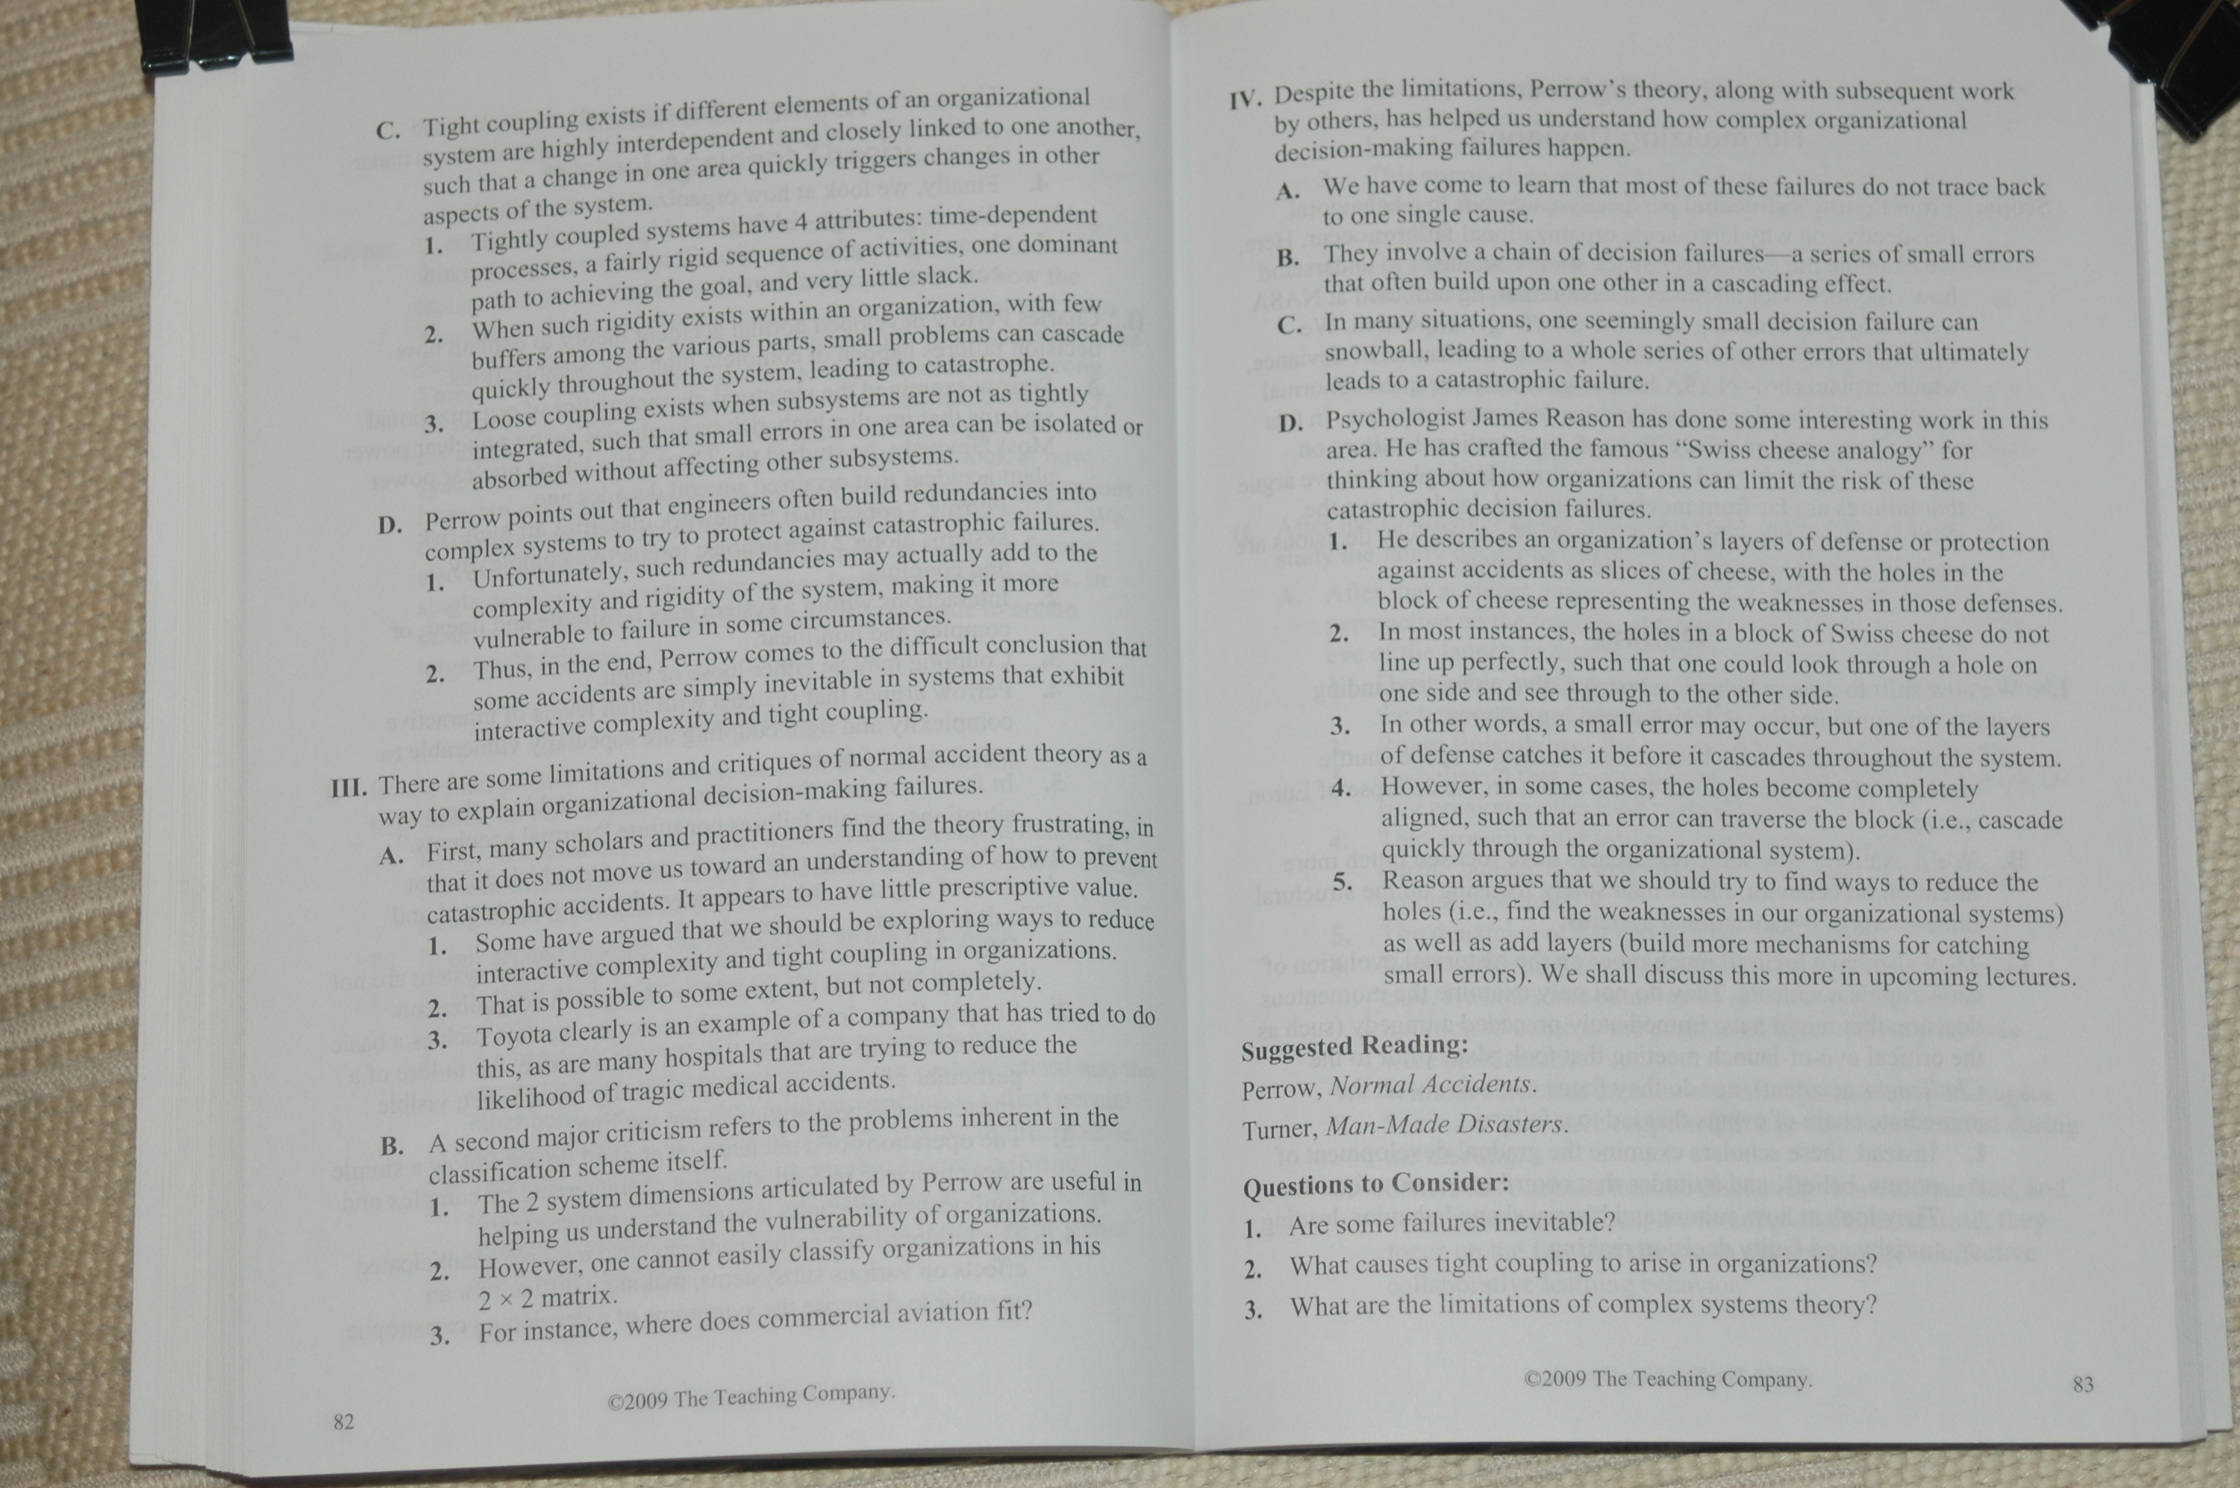 C. Tight coupling exists if different elements of an organizational
system are highly interdependent and closely linked to one another,
such that a change in one area quickly triggers changes in other
aspects of the system.
1. Tightly coupled systems have 4 attributes: time-dependent
processes, a fairly rigid sequence of activities, one dominant
path to achieving the goal, and very little slack.
2. When such rigidity exists within an organization, with few
buffers among the various parts, small problems can cascade
quickly throughout the system, leading to catastrophe.
3. Loose coupling exists when subsystems are not as tightly
integrated, such that small errors in one area can be isolated or
absorbed without affecting other subsystems.
D. Perrow points out that engineers often build redundancies into
complex systems to try to protect against catastrophic failures.
1. Unfortunately, such redundancies may actually add to the
complexity and rigidity of the system, making it more
vulnerable to failure in some circumstances.
2. Thus, in the end, Perrow comes to the difficult conclusion that
some accidents are simply inevitable in systems that exhibit
interactive complexity and tight coupling.
III. There are some limitations and critiques of normal accident theory as a
way to explain organizational decision-making failures.
A. First, many scholars and practitioners find the theory frustrating, in
that it does not move us toward an understanding of how to prevent
catastrophic accidents. It appears to have little prescriptive value.
1. Some have argued that we should be exploring ways to reduce
interactive complexity and tight coupling in organizations.
2. That is possible to some extent, but not completely.
3. Toyota clearly is an example of a company that has tried to do
this, as are many hospitals that are trying to reduce the
likelihood of tragic medical accidents.
B. A second major criticism refers to the problems inherent in the
classification scheme itself.
1. The 2 system dimensions articulated by Perrow are useful in
helping us understand the vulnerability of organizations.
2. However, one cannot easily classify organizations in his
2 × 2 matrix.
3. For instance, where does commercial aviation fit?
©2009 The Teaching Company.
82
IV. Despite the limitations, Perrow's theory, along with subsequent work
by others, has helped us understand how complex organizational
decision-making failures happen.
A. We have come to learn that most of these failures do not trace back
to one single cause.
B. They involve a chain of decision failures—a series of small errors
that often build upon one other in a cascading effect.
C. In many situations, one seemingly small decision failure can
snowball, leading to a whole series of other errors that ultimately
leads to a catastrophic failure.
D. Psychologist James Reason has done some interesting work in this
area. He has crafted the famous “Swiss cheese analogy” for
thinking about how organizations can limit the risk of these
catastrophic decision failures.
1. He describes an organization's layers of defense or protection
against accidents as slices of cheese, with the holes in the
block of cheese representing the weaknesses in those defenses.
2. In most instances, the holes in a block of Swiss cheese do not
line up perfectly, such that one could look through a hole on
one side and see through to the other side.
3. In other words, a small error may occur, but one of the layers
of defense catches it before it cascades throughout the system.
4. However, in some cases, the holes become completely
aligned, such that an error can traverse the block (i.e., cascade
quickly through the organizational system).
5. Reason argues that we should try to find ways to reduce the
holes (i.e., find the weaknesses in our organizational systems)
as well as add layers (build more mechanisms for catching
small errors). We shall discuss this more in upcoming lectures.
Suggested Reading:
Perrow, Normal Accidents.
Turner, Man-Made Disasters.
Questions to Consider:
1. Are some failures inevitable?
2. What causes tight coupling to arise in organizations?
3. What are the limitations of complex systems theory?
©2009 The Teaching Company.
83